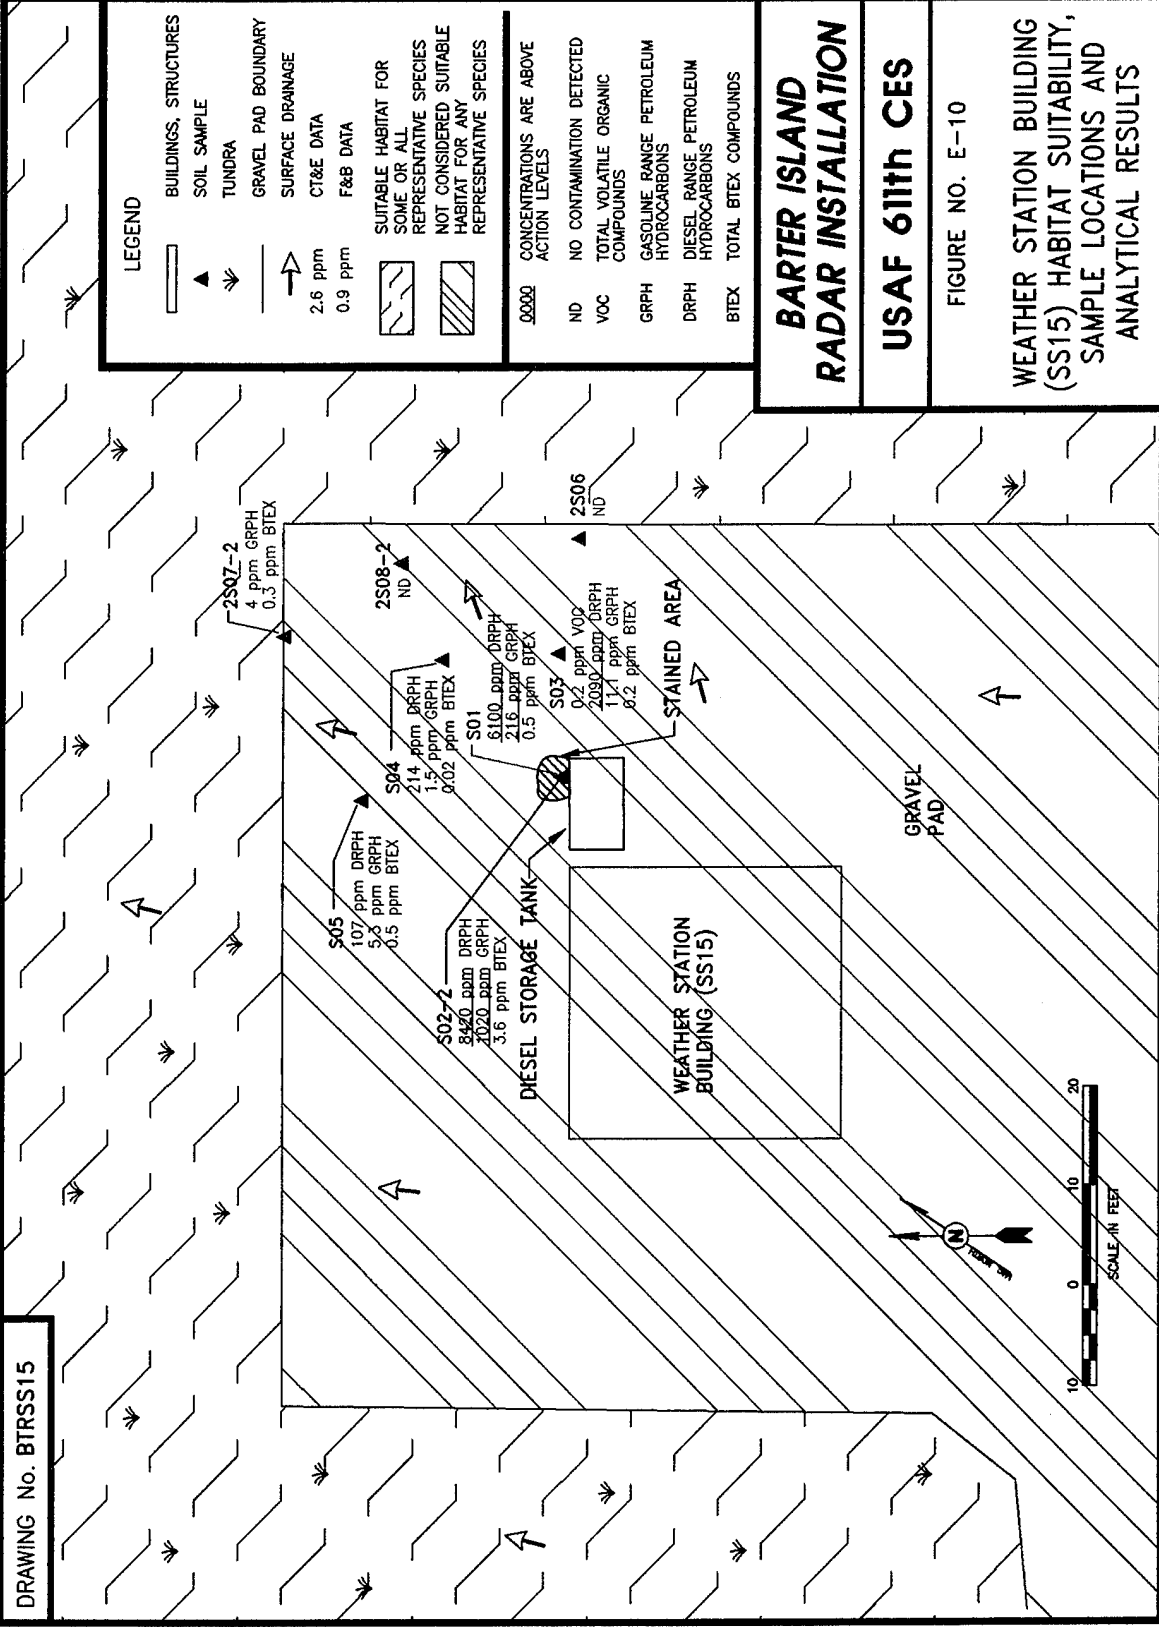 DRAWING No. BTRSS15
LEGEND
BUILDINGS, STRUCTURES
SOIL SAMPLE
TUNDRA
GRAVEL PAD BOUNDARY
SURFACE DRAINAGE
2.6 ppm CT&E DATA
0.9 ppm F&B DATA
SUITABLE HABITAT FOR
SOME OR ALL
REPRESENTATIVE SPECIES
NOT CONSIDERED SUITABLE
HABITAT FOR ANY
REPRESENTATIVE SPECIES
0000 CONCENTRATIONS ARE ABOVE
ACTION LEVELS
ND NO CONTAMINATION DETECTED
VOC TOTAL VOLATILE ORGANIC
COMPOUNDS
GRPH GASOLINE RANGE PETROLEUM
HYDROCARBONS
DRPH DIESEL RANGE PETROLEUM
HYDROCARBONS
BTEX TOTAL BTEX COMPOUNDS
BARTER ISLAND
RADAR INSTALLATION
USAF 611th CES
FIGURE NO. E-10
WEATHER STATION BUILDING
(SS15) HABITAT SUITABILITY,
SAMPLE LOCATIONS AND
ANALYTICAL RESULTS
2S07-2
4 ppm GRPH
0.3 ppm BTEX
2S08-2
ND
2S06
ND
S04
214 ppm DRPH
1.5 ppm GRPH
0.02 ppm BTEX
S01
6100 ppm DRPH
216 ppm GRPH
0.5 ppm BTEX
S03
0.2 ppm VOC
2090 ppm DRPH
11.1 ppm GRPH
0.2 ppm BTEX
STAINED AREA
S05
107 ppm DRPH
5.3 ppm GRPH
0.5 ppm BTEX
S02-2
8420 ppm DRPH
1020 ppm GRPH
3.6 ppm BTEX
DIESEL STORAGE TANK
WEATHER STATION
BUILDING (SS15)
GRAVEL
PAD
N
10 0 10 20
SCALE IN FEET